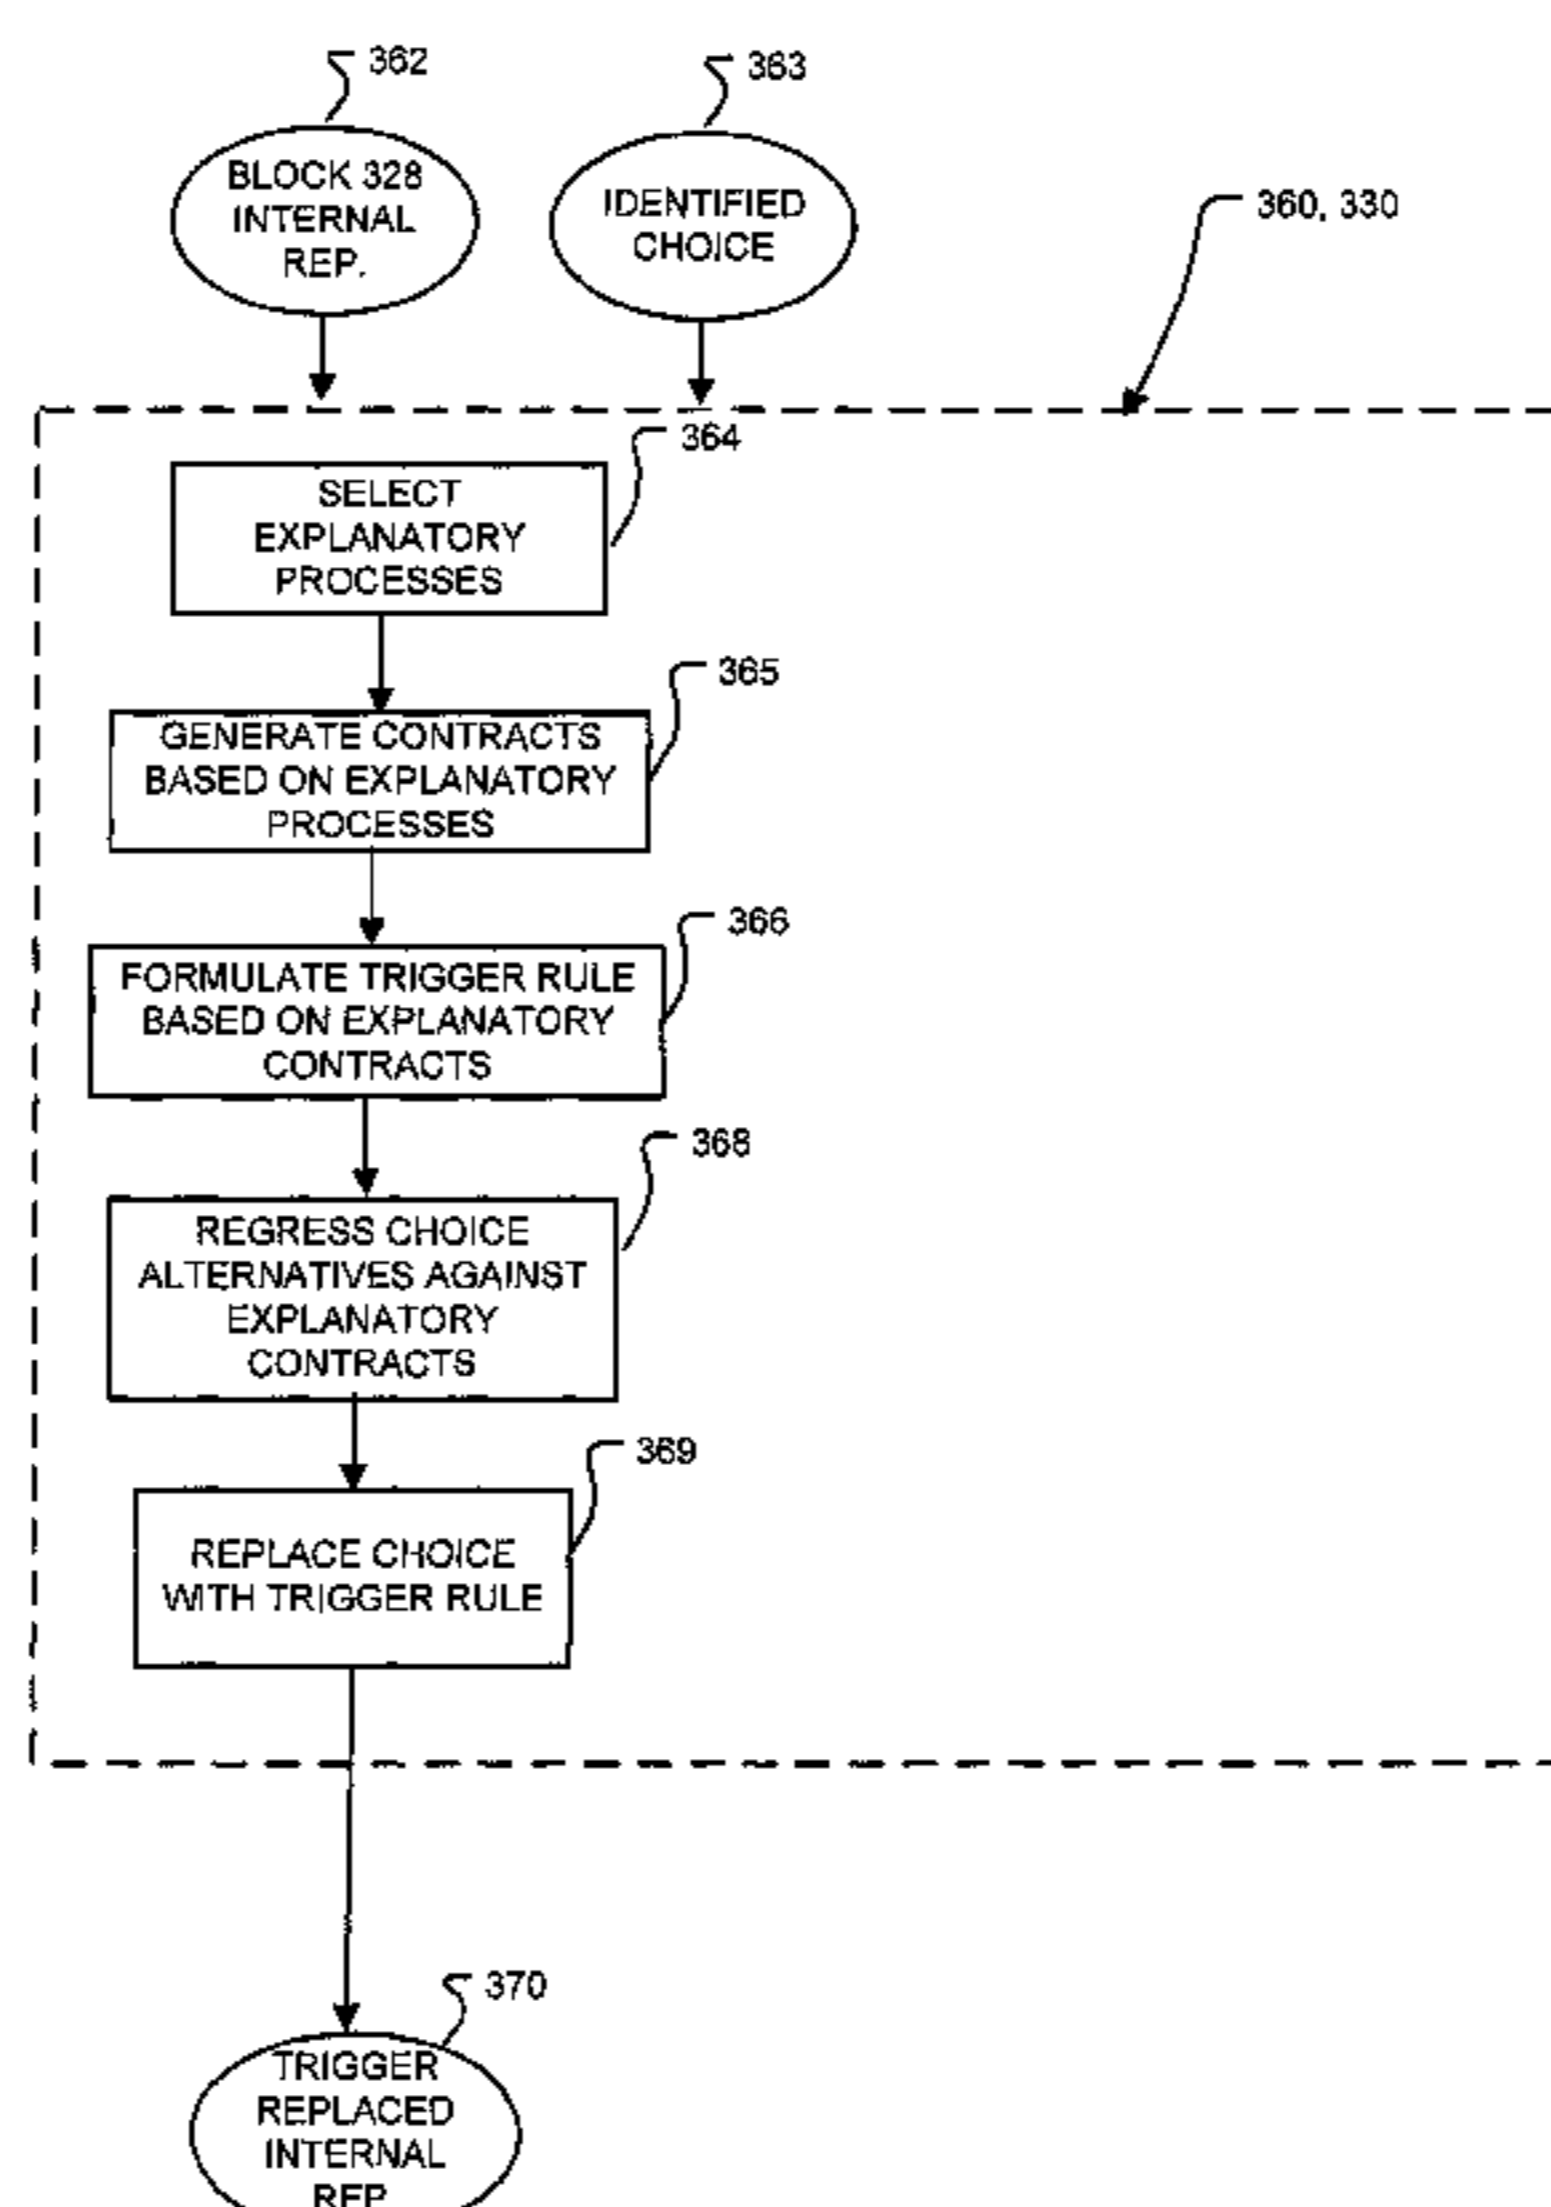 362
363
BLOCK 328
INTERNAL
REP.
IDENTIFIED
CHOICE
360, 330
364
SELECT
EXPLANATORY
PROCESSES
365
GENERATE CONTRACTS
BASED ON EXPLANATORY
PROCESSES
366
FORMULATE TRIGGER RULE
BASED ON EXPLANATORY
CONTRACTS
368
REGRESS CHOICE
ALTERNATIVES AGAINST
EXPLANATORY
CONTRACTS
369
REPLACE CHOICE
WITH TRIGGER RULE
370
TRIGGER
REPLACED
INTERNAL
REP